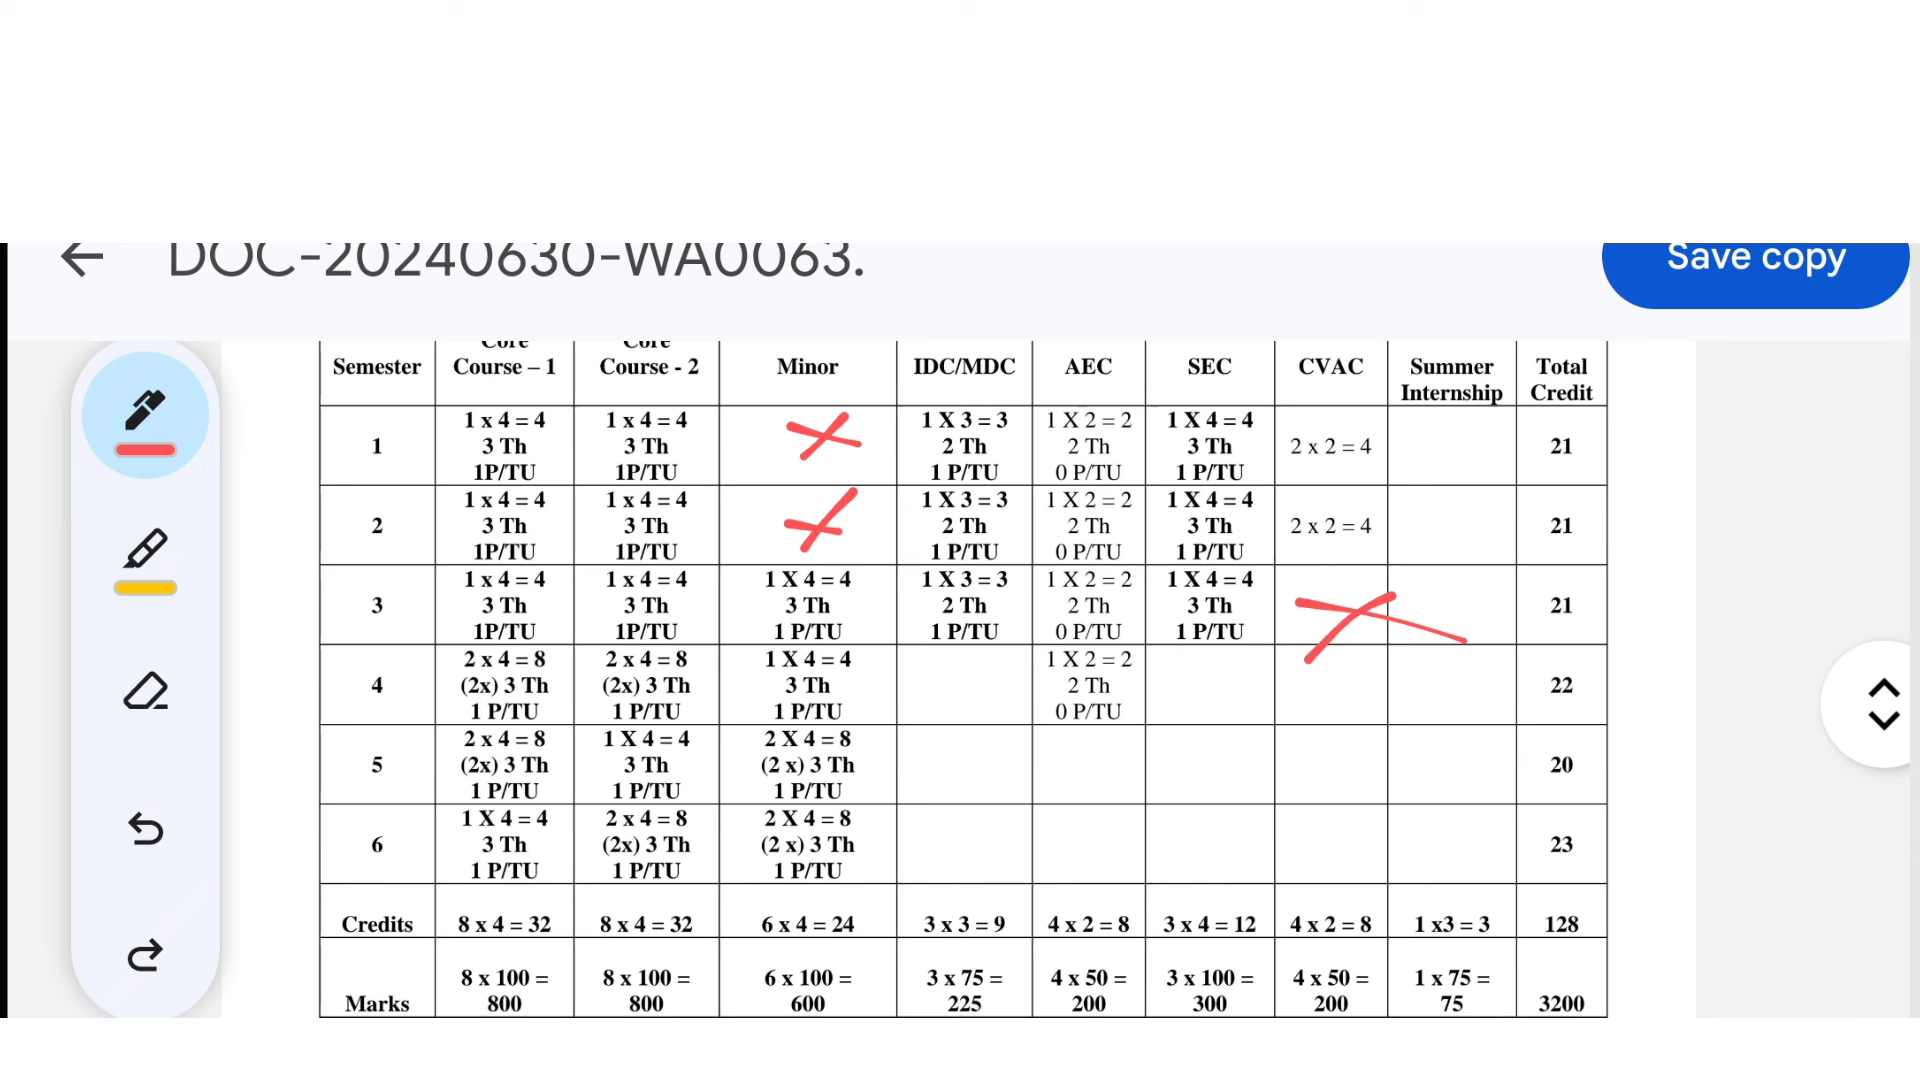 DOC-20240630-WA0063.
Save copy
Semester Core Course – 1 Core Course - 2 Minor IDC/MDC AEC SEC CVAC Summer Internship Total Credit
1 1 x 4 = 4 3 Th 1P/TU 1 x 4 = 4 3 Th 1P/TU 1 X 3 = 3 2 Th 1 P/TU 1 X 2 = 2 2 Th 0 P/TU 1 X 4 = 4 3 Th 1 P/TU 2 x 2 = 4 21
2 1 x 4 = 4 3 Th 1P/TU 1 x 4 = 4 3 Th 1P/TU 1 X 3 = 3 2 Th 1 P/TU 1 X 2 = 2 2 Th 0 P/TU 1 X 4 = 4 3 Th 1 P/TU 2 x 2 = 4 21
3 1 x 4 = 4 3 Th 1P/TU 1 x 4 = 4 3 Th 1P/TU 1 X 4 = 4 3 Th 1 P/TU 1 X 3 = 3 2 Th 1 P/TU 1 X 2 = 2 2 Th 0 P/TU 1 X 4 = 4 3 Th 1 P/TU 21
4 2 x 4 = 8 (2x) 3 Th 1 P/TU 2 x 4 = 8 (2x) 3 Th 1 P/TU 1 X 4 = 4 3 Th 1 P/TU 1 X 2 = 2 2 Th 0 P/TU 22
5 2 x 4 = 8 (2x) 3 Th 1 P/TU 1 X 4 = 4 3 Th 1 P/TU 2 X 4 = 8 (2 x) 3 Th 1 P/TU 20
6 1 X 4 = 4 3 Th 1 P/TU 2 x 4 = 8 (2x) 3 Th 1 P/TU 2 X 4 = 8 (2 x) 3 Th 1 P/TU 23
Credits 8 x 4 = 32 8 x 4 = 32 6 x 4 = 24 3 x 3 = 9 4 x 2 = 8 3 x 4 = 12 4 x 2 = 8 1 x3 = 3 128
Marks 8 x 100 = 800 8 x 100 = 800 6 x 100 = 600 3 x 75 = 225 4 x 50 = 200 3 x 100 = 300 4 x 50 = 200 1 x 75 = 75 3200